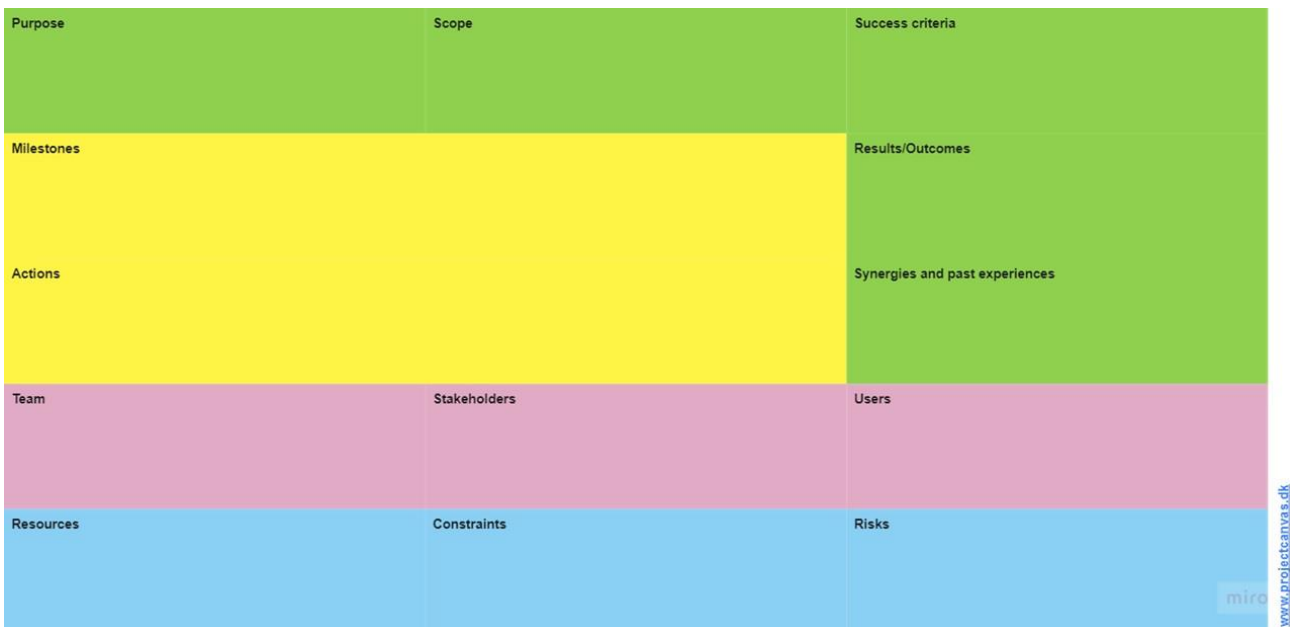 Purpose
Scope
Success criteria
Milestones
Results/Outcomes
Actions
Synergies and past experiences
Team
Stakeholders
Users
Resources
Constraints
Risks
miro
www.projectcanvas.dk